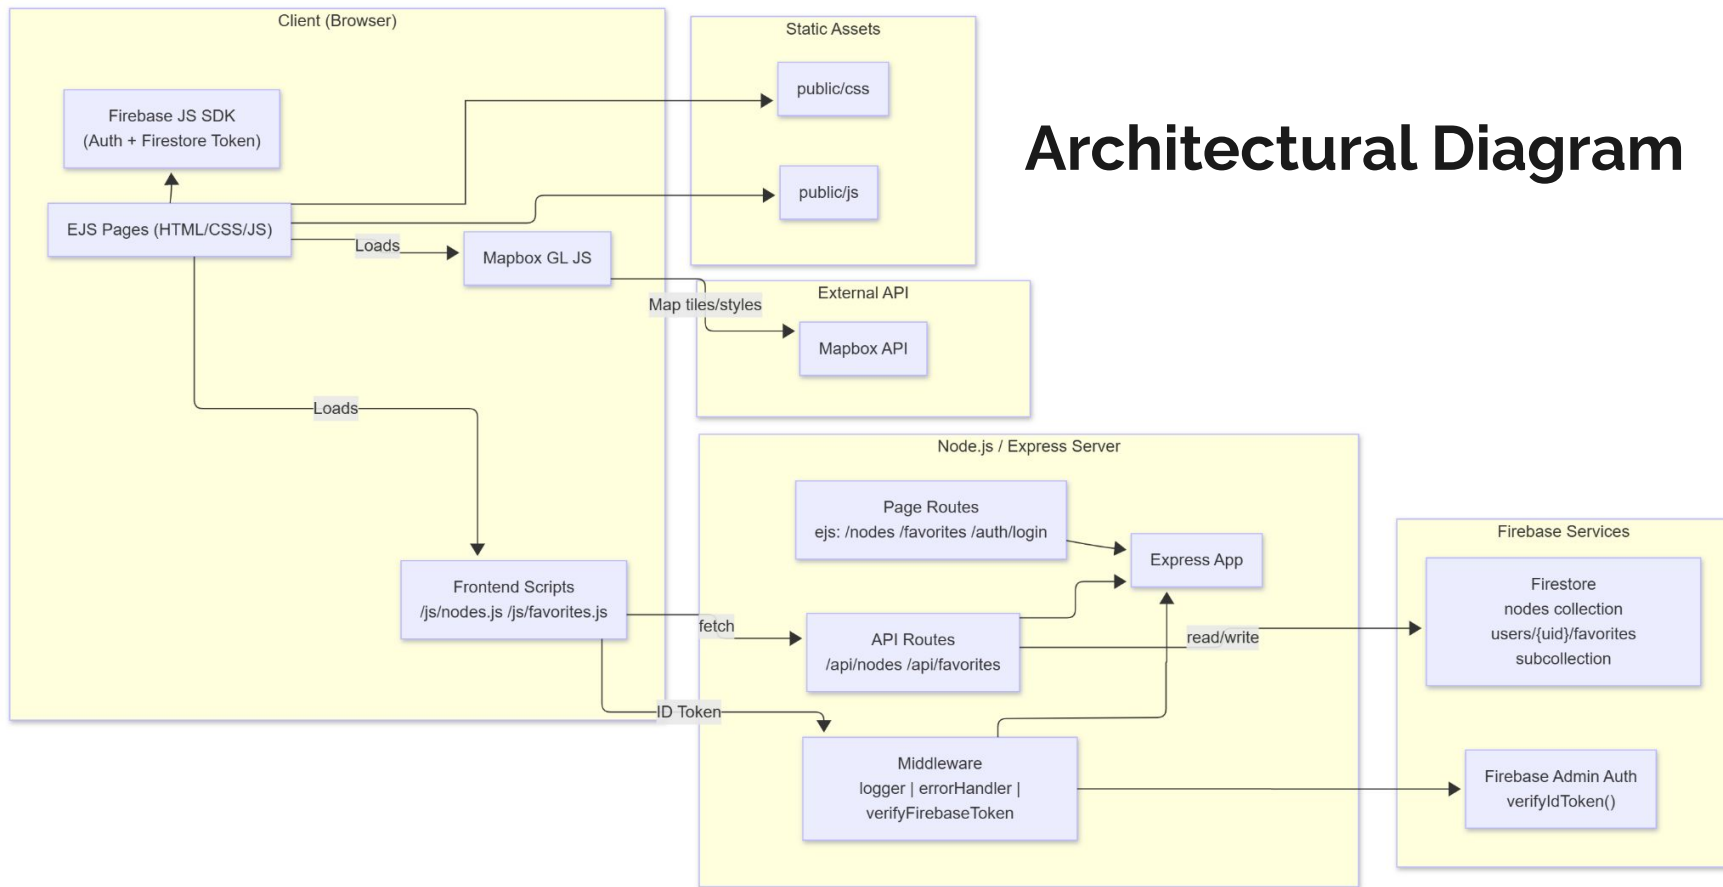 Client (Browser)
Firebase JS SDK
(Auth + Firestore Token)
EJS Pages (HTML/CSS/JS)
Loads
Mapbox GL JS
Loads
Frontend Scripts
/js/nodes.js /js/favorites.js
Static Assets
public/css
public/js
Architectural Diagram
External API
Map tiles/styles
Mapbox API
Node.js / Express Server
Page Routes
ejs: /nodes /favorites /auth/login
Express App
fetch
API Routes
/api/nodes /api/favorites
read/write
ID Token
Middleware
logger | errorHandler |
verifyFirebaseToken
Firebase Services
Firestore
nodes collection
users/{uid}/favorites
subcollection
Firebase Admin Auth
verifyIdToken()